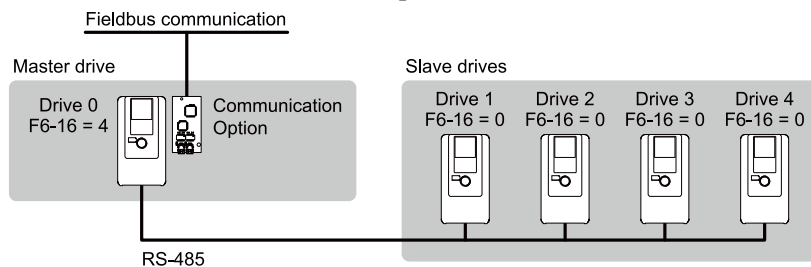 Fieldbus communication
Master drive
Drive 0
F6-16 = 4
Communication
Option
Slave drives
Drive 1
F6-16 = 0
Drive 2
F6-16 = 0
Drive 3
F6-16 = 0
Drive 4
F6-16 = 0
RS-485